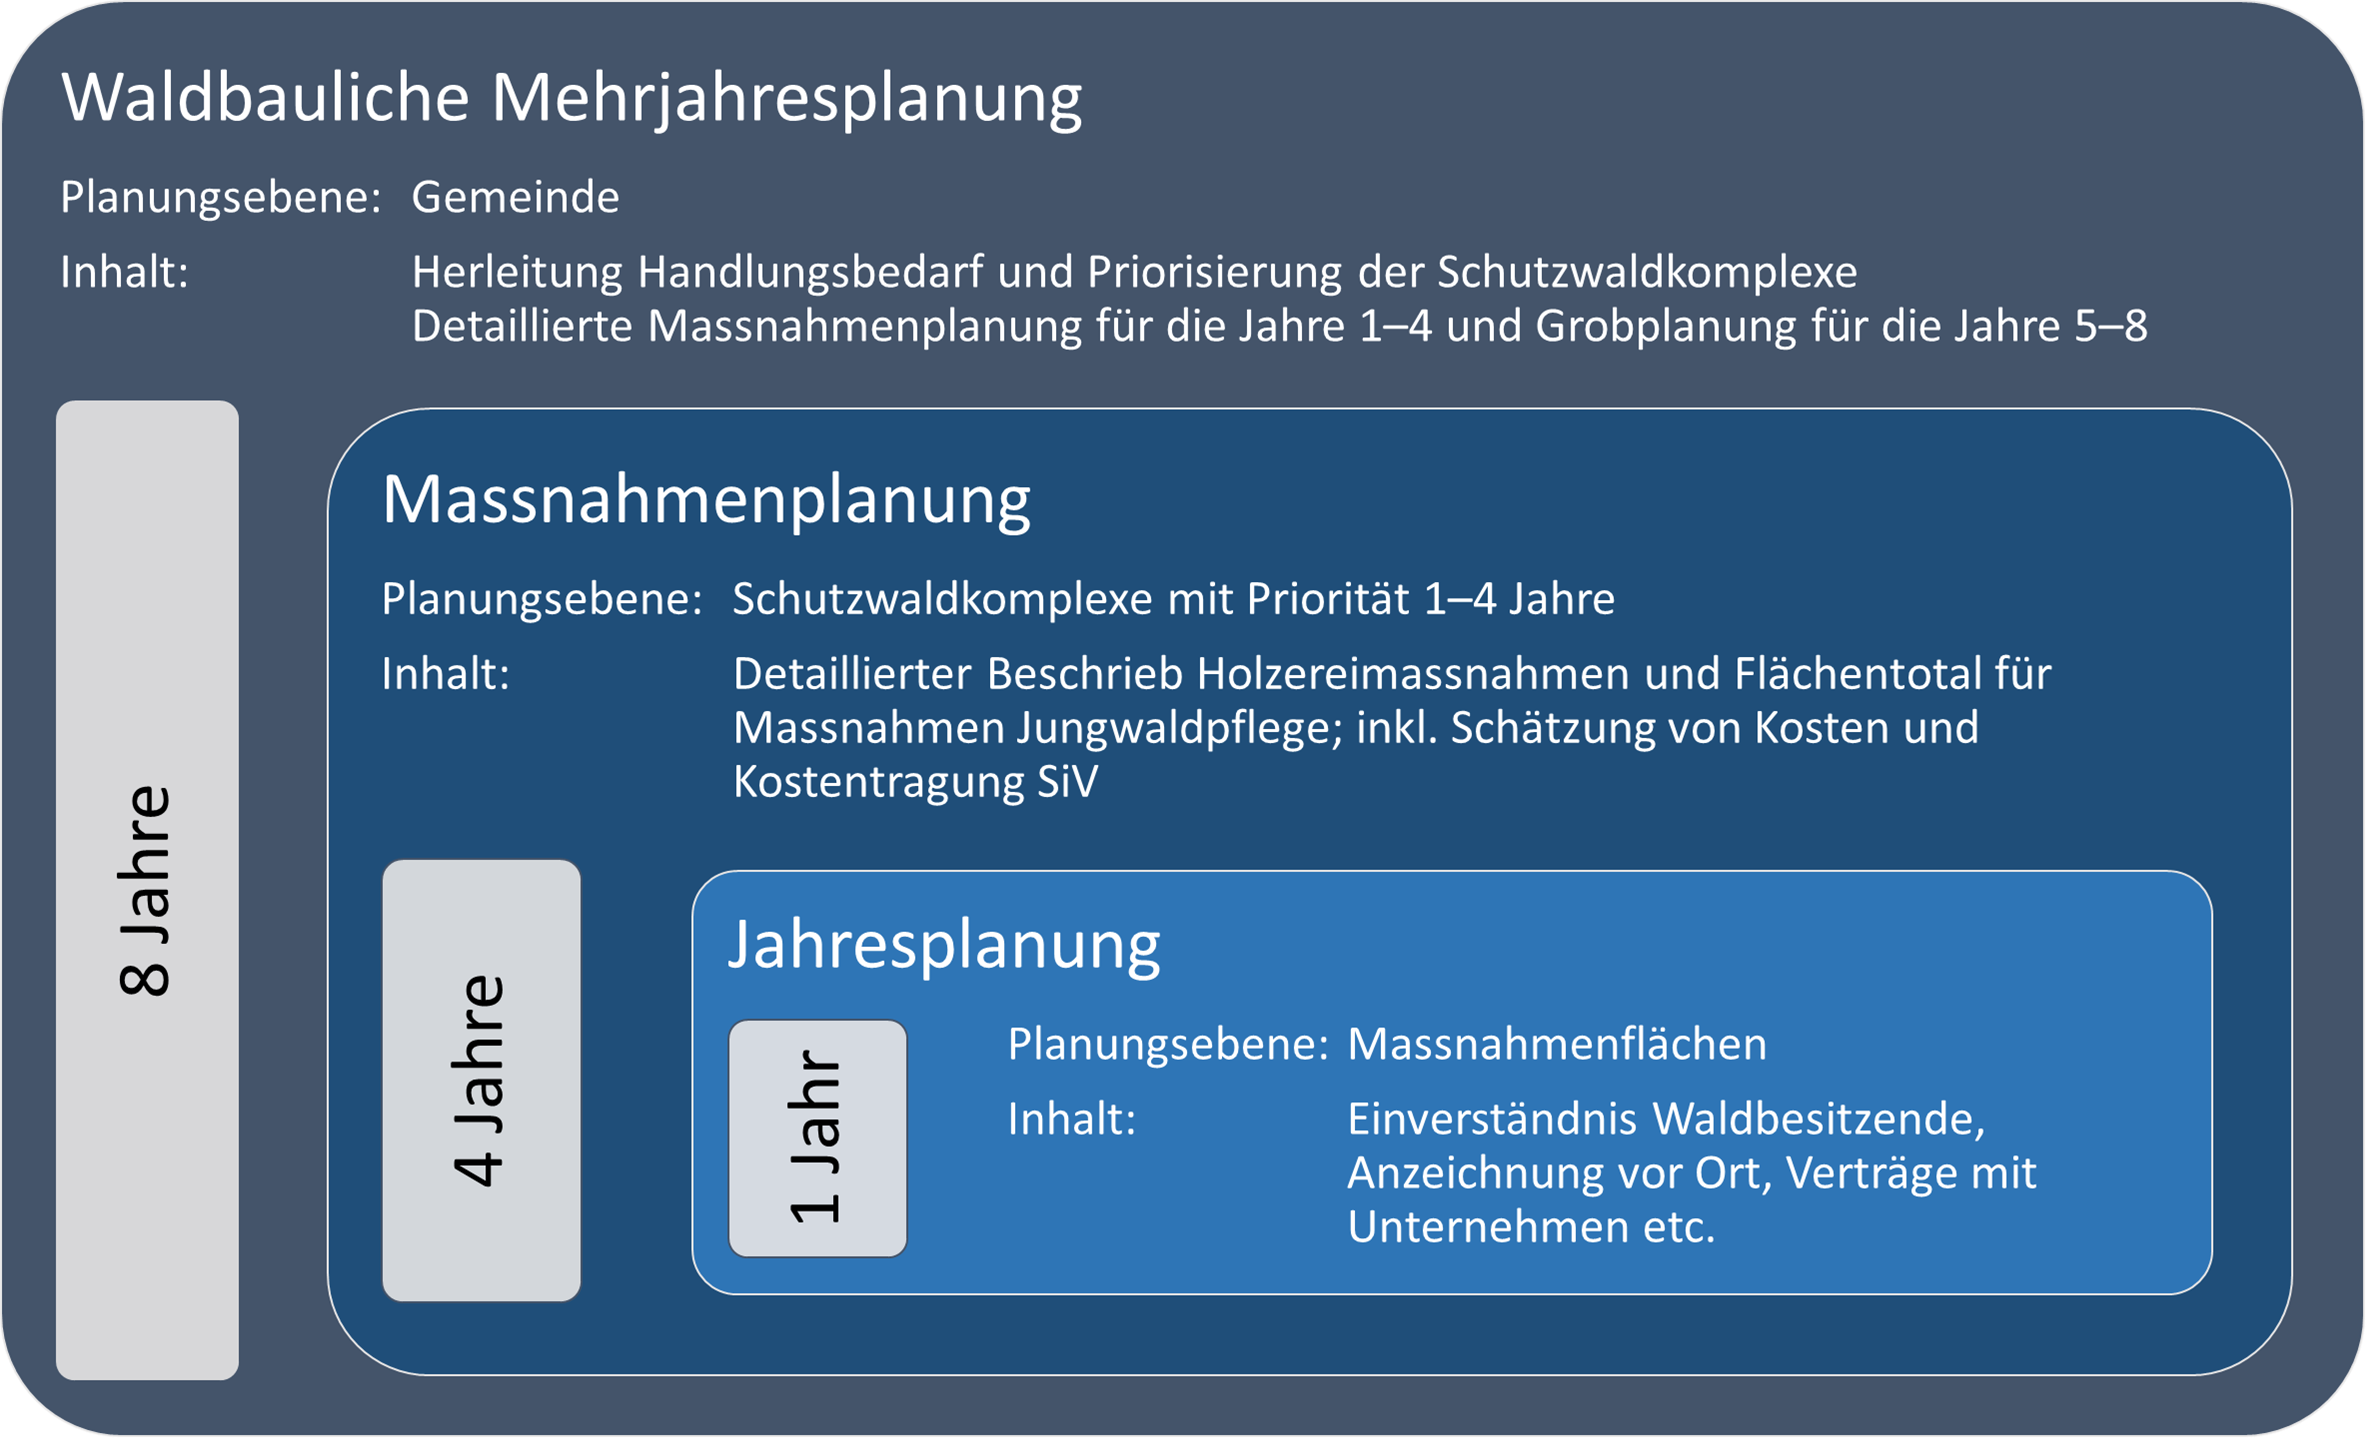 Waldbauliche Mehrjahresplanung
Planungsebene: Gemeinde
Inhalt: Herleitung Handlungsbedarf und Priorisierung der Schutzwaldkomplexe
Detaillierte Massnahmenplanung für die Jahre 1–4 und Grobplanung für die Jahre 5–8
8 Jahre
Massnahmenplanung
Planungsebene: Schutzwaldkomplexe mit Priorität 1–4 Jahre
Inhalt: Detaillierter Beschrieb Holzereimassnahmen und Flächentotal für
Massnahmen Jungwaldpflege; inkl. Schätzung von Kosten und
Kostentragung SiV
4 Jahre
Jahresplanung
1 Jahr
Planungsebene: Massnahmenflächen
Inhalt: Einverständnis Waldbesitzende,
Anzeichnung vor Ort, Verträge mit
Unternehmen etc.